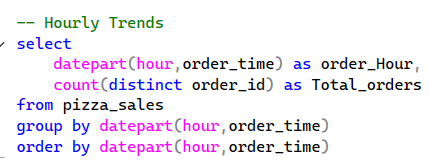 -- Hourly Trends
select
    datepart(hour,order_time) as order_Hour,
    count(distinct order_id) as Total_orders
from pizza_sales
group by datepart(hour,order_time)
order by datepart(hour,order_time)